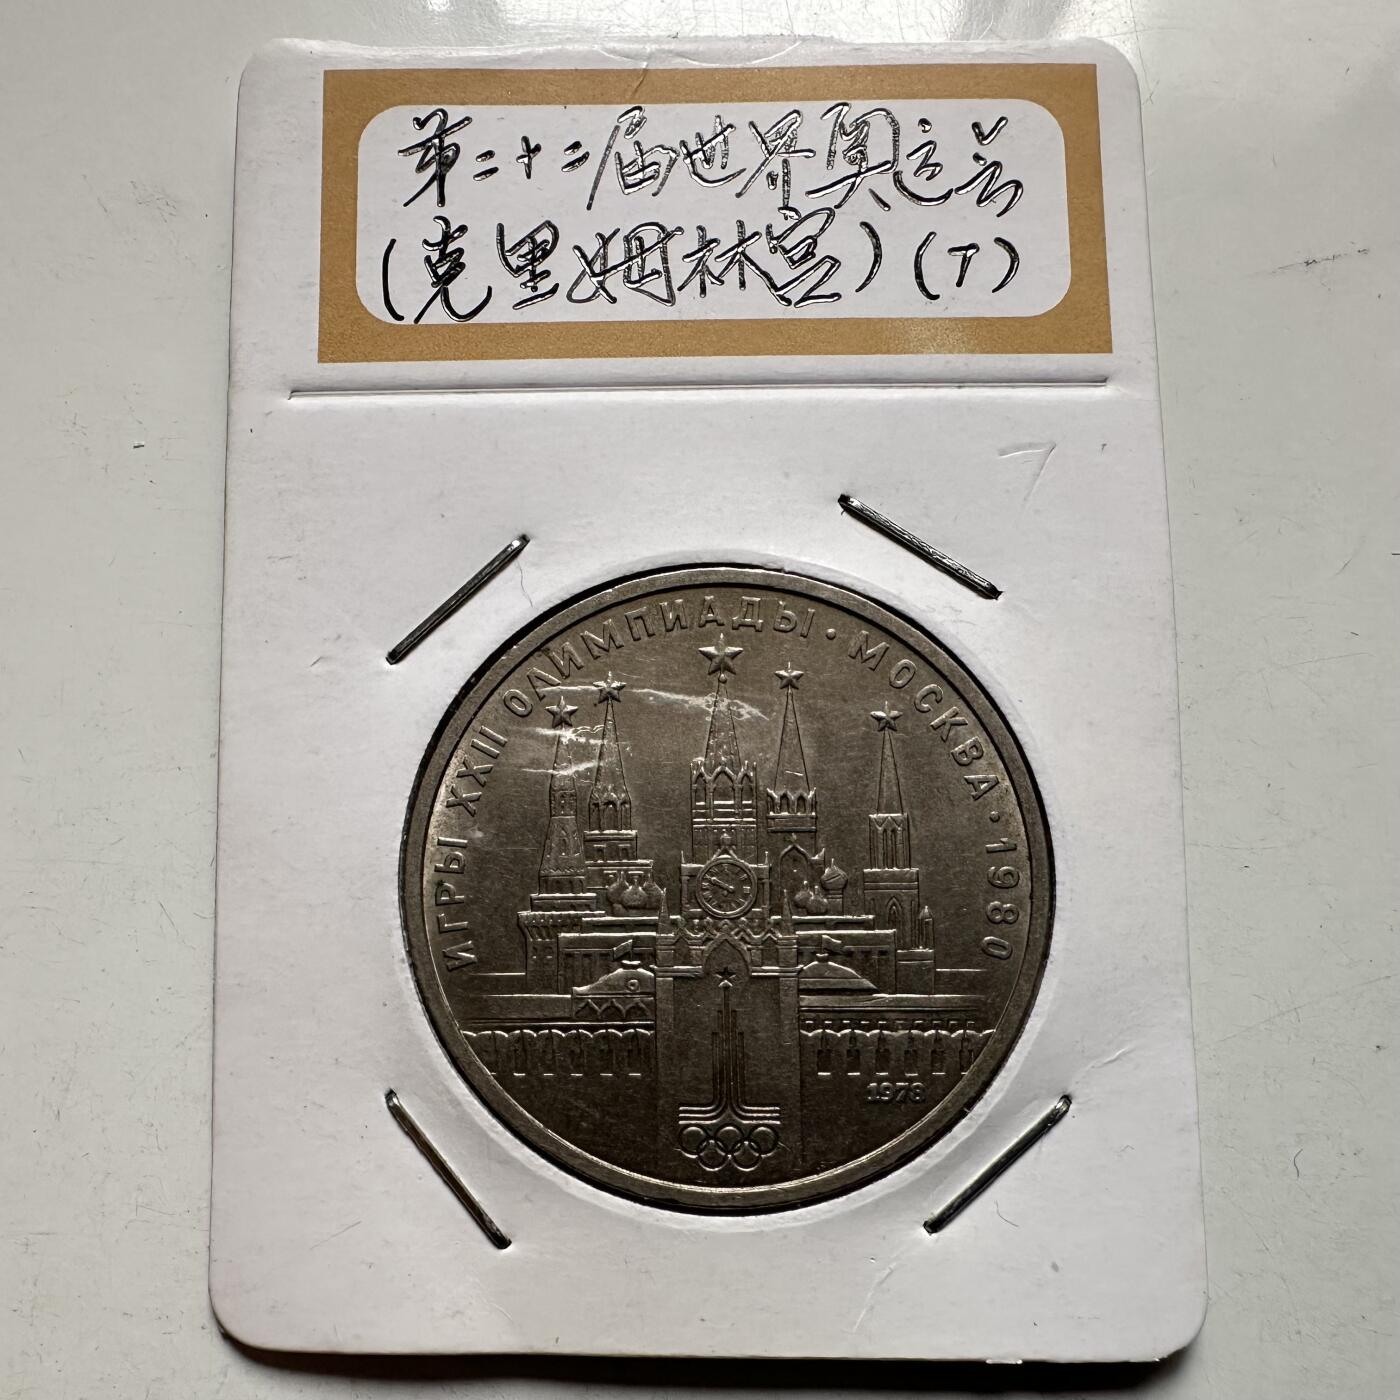 第二十二届世界奥运会
(克里姆林宫)(T)
ИГРЫ XXII ОЛИМПИАДЫ · МОСКВА · 1980
1978